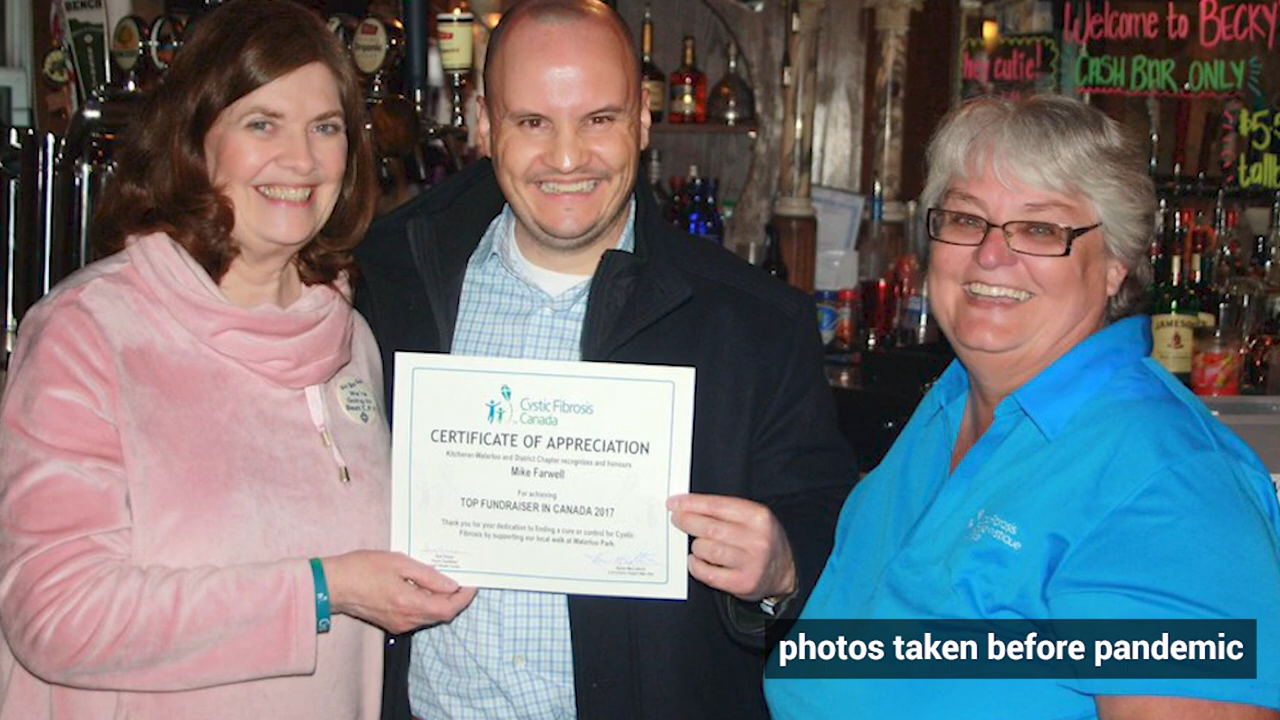 BENCH
Organic
Welcome to BECKY
hey cutie!
CASH BAR ONLY
$5
JAMESON
Cystic Fibrosis
Canada
CERTIFICATE OF APPRECIATION
Kitchener-Waterloo and District Chapter recognizes and honours
Mike Farwell
For achieving
TOP FUNDRAISER IN CANADA 2017
Thank you for your dedication to finding a cure or control for Cystic
Fibrosis by supporting our local walk at Waterloo Park.
photos taken before pandemic